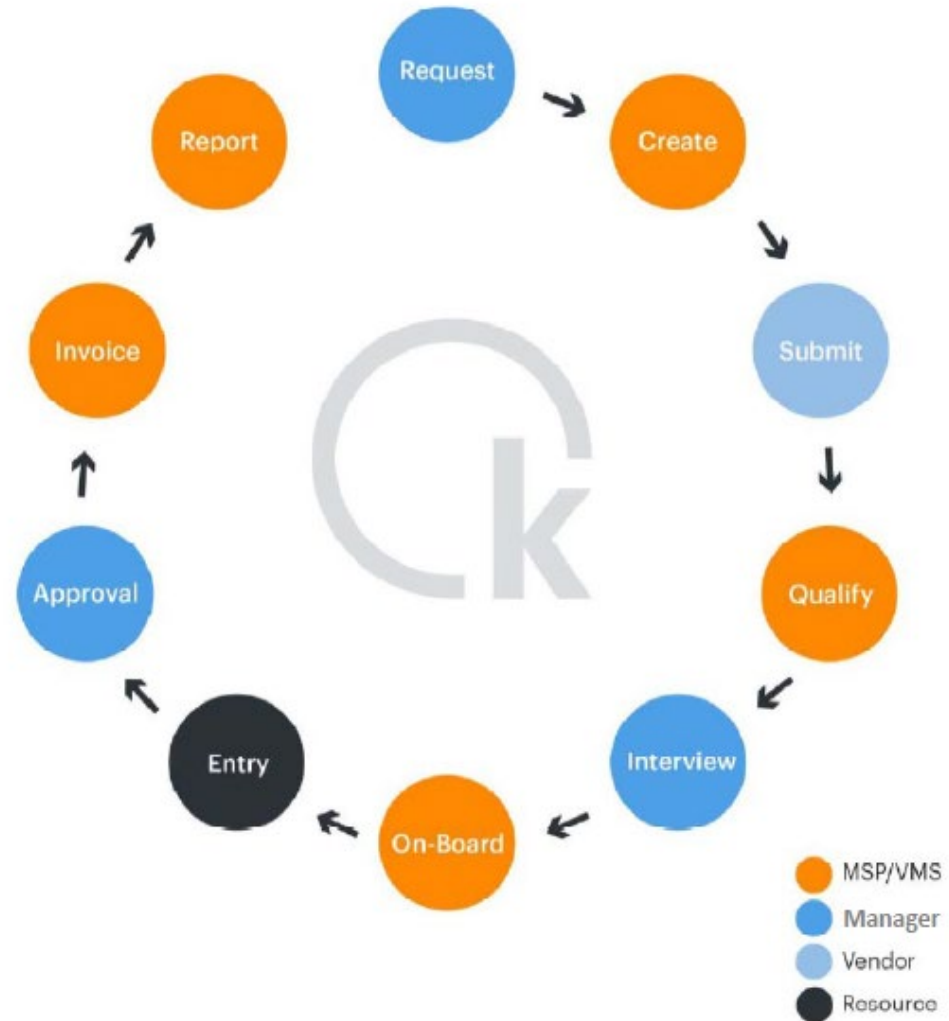 Request
Create
Submit
Qualify
Interview
On-Board
Entry
Approval
Invoice
Report
k
MSP/VMS
Manager
Vendor
Resource